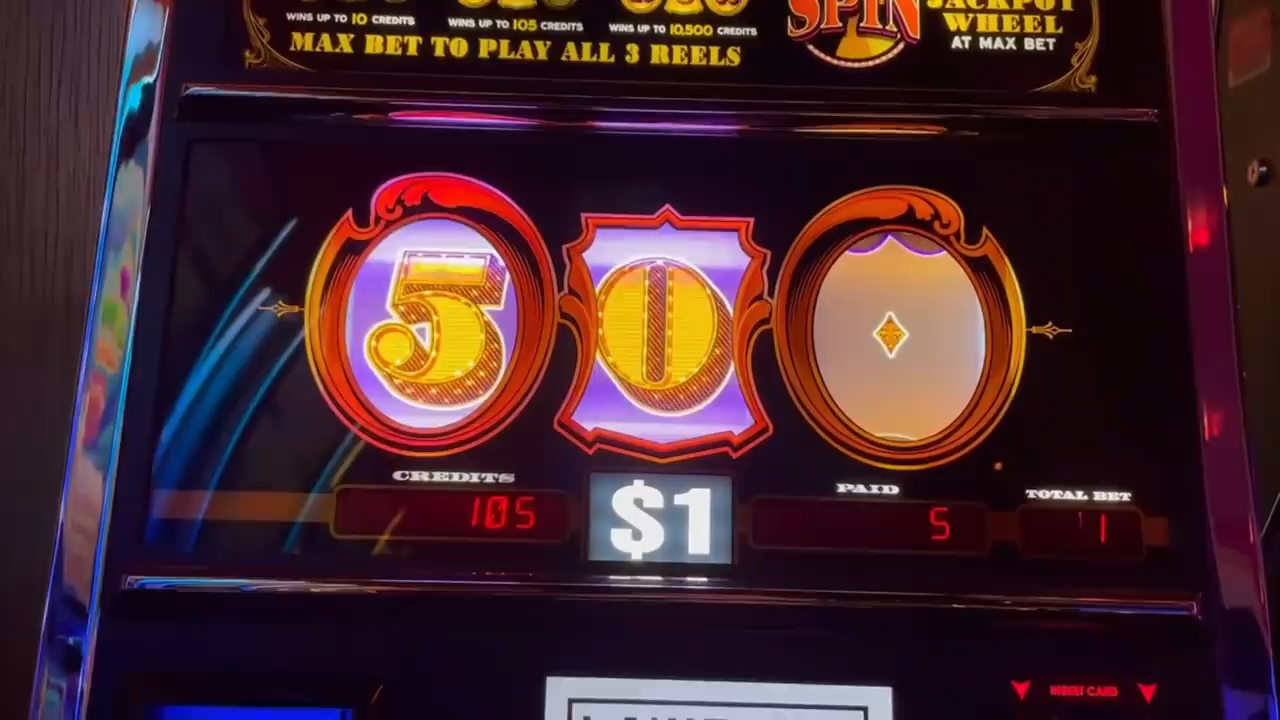 WINS UP TO 10 CREDITS
WINS UP TO 105 CREDITS
WINS UP TO 10,500 CREDITS
MAX BET TO PLAY ALL 3 REELS
SPIN
JACKPOT
WHEEL
AT MAX BET
5 0
CREDITS
105
$1
PAID
5
TOTAL BET
1
INSERT CARD